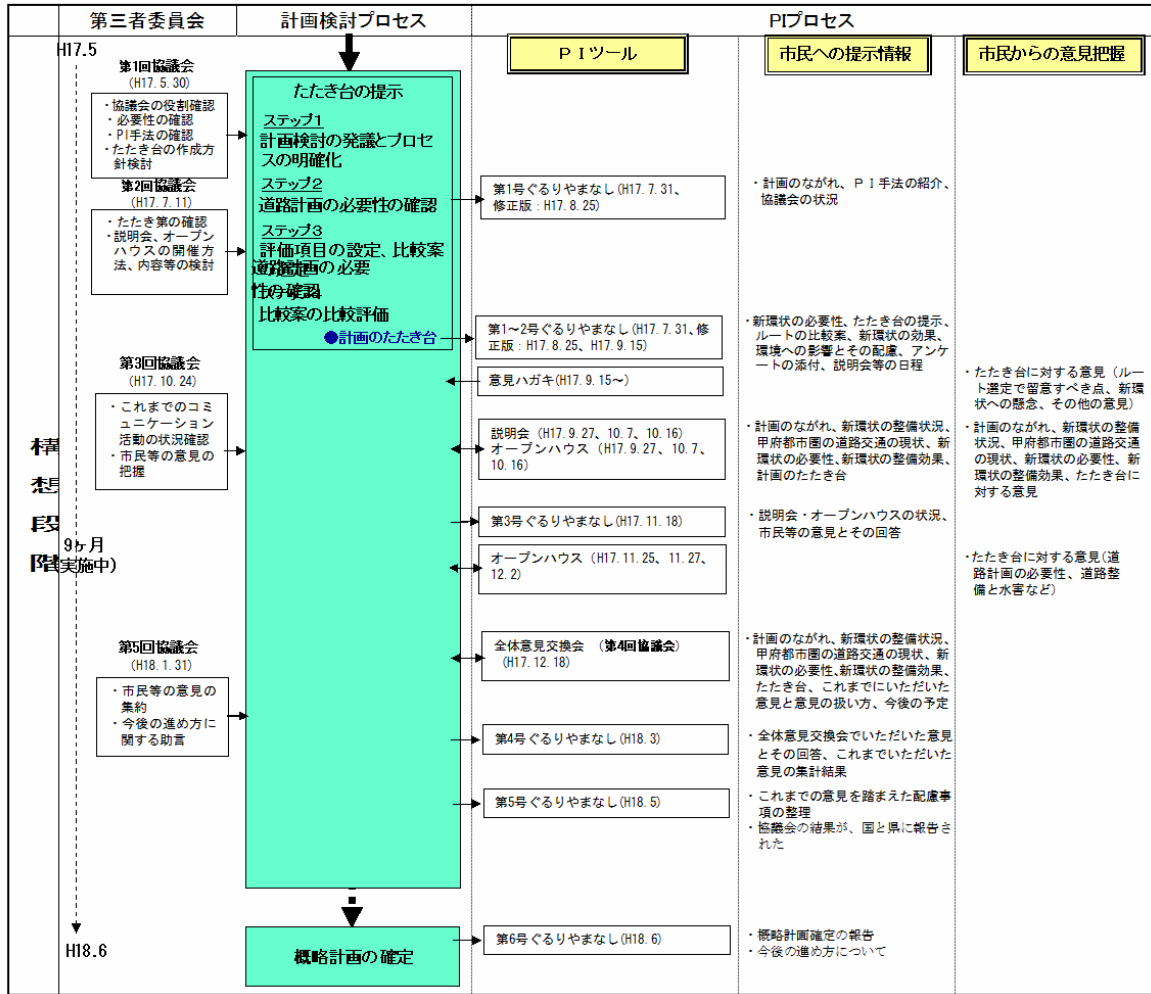 第三者委員会
計画検討プロセス
PIプロセス
ＰＩツール
市民への提示情報
市民からの意見把握
構想段階
H17.5
9ヶ月
実施中)
H18.6
第1回協議会
(H17.5.30)
・協議会の役割確認
・必要性の確認
・PI手法の確認
・たたき台の作成方
針検討
第2回協議会
(H17.7.11)
・たたき第の確認
・説明会、オープン
ハウスの開催方
法、内容等の検討
第3回協議会
(H17.10.24)
・これまでのコミ
ュニケーション
活動の状況確認
・市民等の意見の
把握
第5回協議会
(H18.1.31)
・市民等の意見の
集約
・今後の進め方に
関する助言
たたき台の提示
ステップ1
計画検討の発議とプロセ
スの明確化
ステップ2
道路計画の必要性の確認
ステップ3
評価項目の設定、比較案
道路計画の必要
性の確認
比較案の比較評価
●計画のたたき台
概略計画の確定
第1号ぐるりやまなし(H17.7.31、
修正版：H17.8.25)
・計画のながれ、ＰＩ手法の紹介、
協議会の状況
第1～2号ぐるりやまなし(H17.7.31、修
正版：H17.8.25、H17.9.15)
・新環状の必要性、たたき台の提示、
ルートの比較案、新環状の効果、
環境への影響とその配慮、アンケ
ートの添付、説明会等の日程
意見ハガキ(H17.9.15～)
・たたき台に対する意見（ルー
ト選定で留意すべき点、新環
状への懸念、その他の意見）
説明会（H17.9.27、10.7、10.16）
オープンハウス（H17.9.27、10.7、
10.16）
・計画のながれ、新環状の整備状況、
甲府都市圏の道路交通の現状、新
環状の必要性、新環状の整備効果、
計画のたたき台
・計画のながれ、新環状の整備
状況、甲府都市圏の道路交通
の現状、新環状の必要性、新
環状の整備効果、たたき台に
対する意見
第3号ぐるりやまなし(H17.11.18)
・説明会・オープンハウスの状況、
市民等の意見とその回答
オープンハウス（H17.11.25、11.27、
12.2）
・たたき台に対する意見(道
路計画の必要性、道路整
備と水害など)
全体意見交換会　（第4回協議会）
(H17.12.18)
・計画のながれ、新環状の整備状況、
甲府都市圏の道路交通の現状、新
環状の必要性、新環状の整備効果、
たたき台、これまでにいただいた
意見と意見の扱い方、今後の予定
第4号ぐるりやまなし(H18.3)
・全体意見交換会でいただいた意見
とその回答、これまでいただいた
意見の集計結果
第5号ぐるりやまなし(H18.5)
・これまでの意見を踏まえた配慮事
項の整理
・協議会の結果が、国と県に報告さ
れた
第6号ぐるりやまなし(H18.6)
・概略計画確定の報告
・今後の進め方について